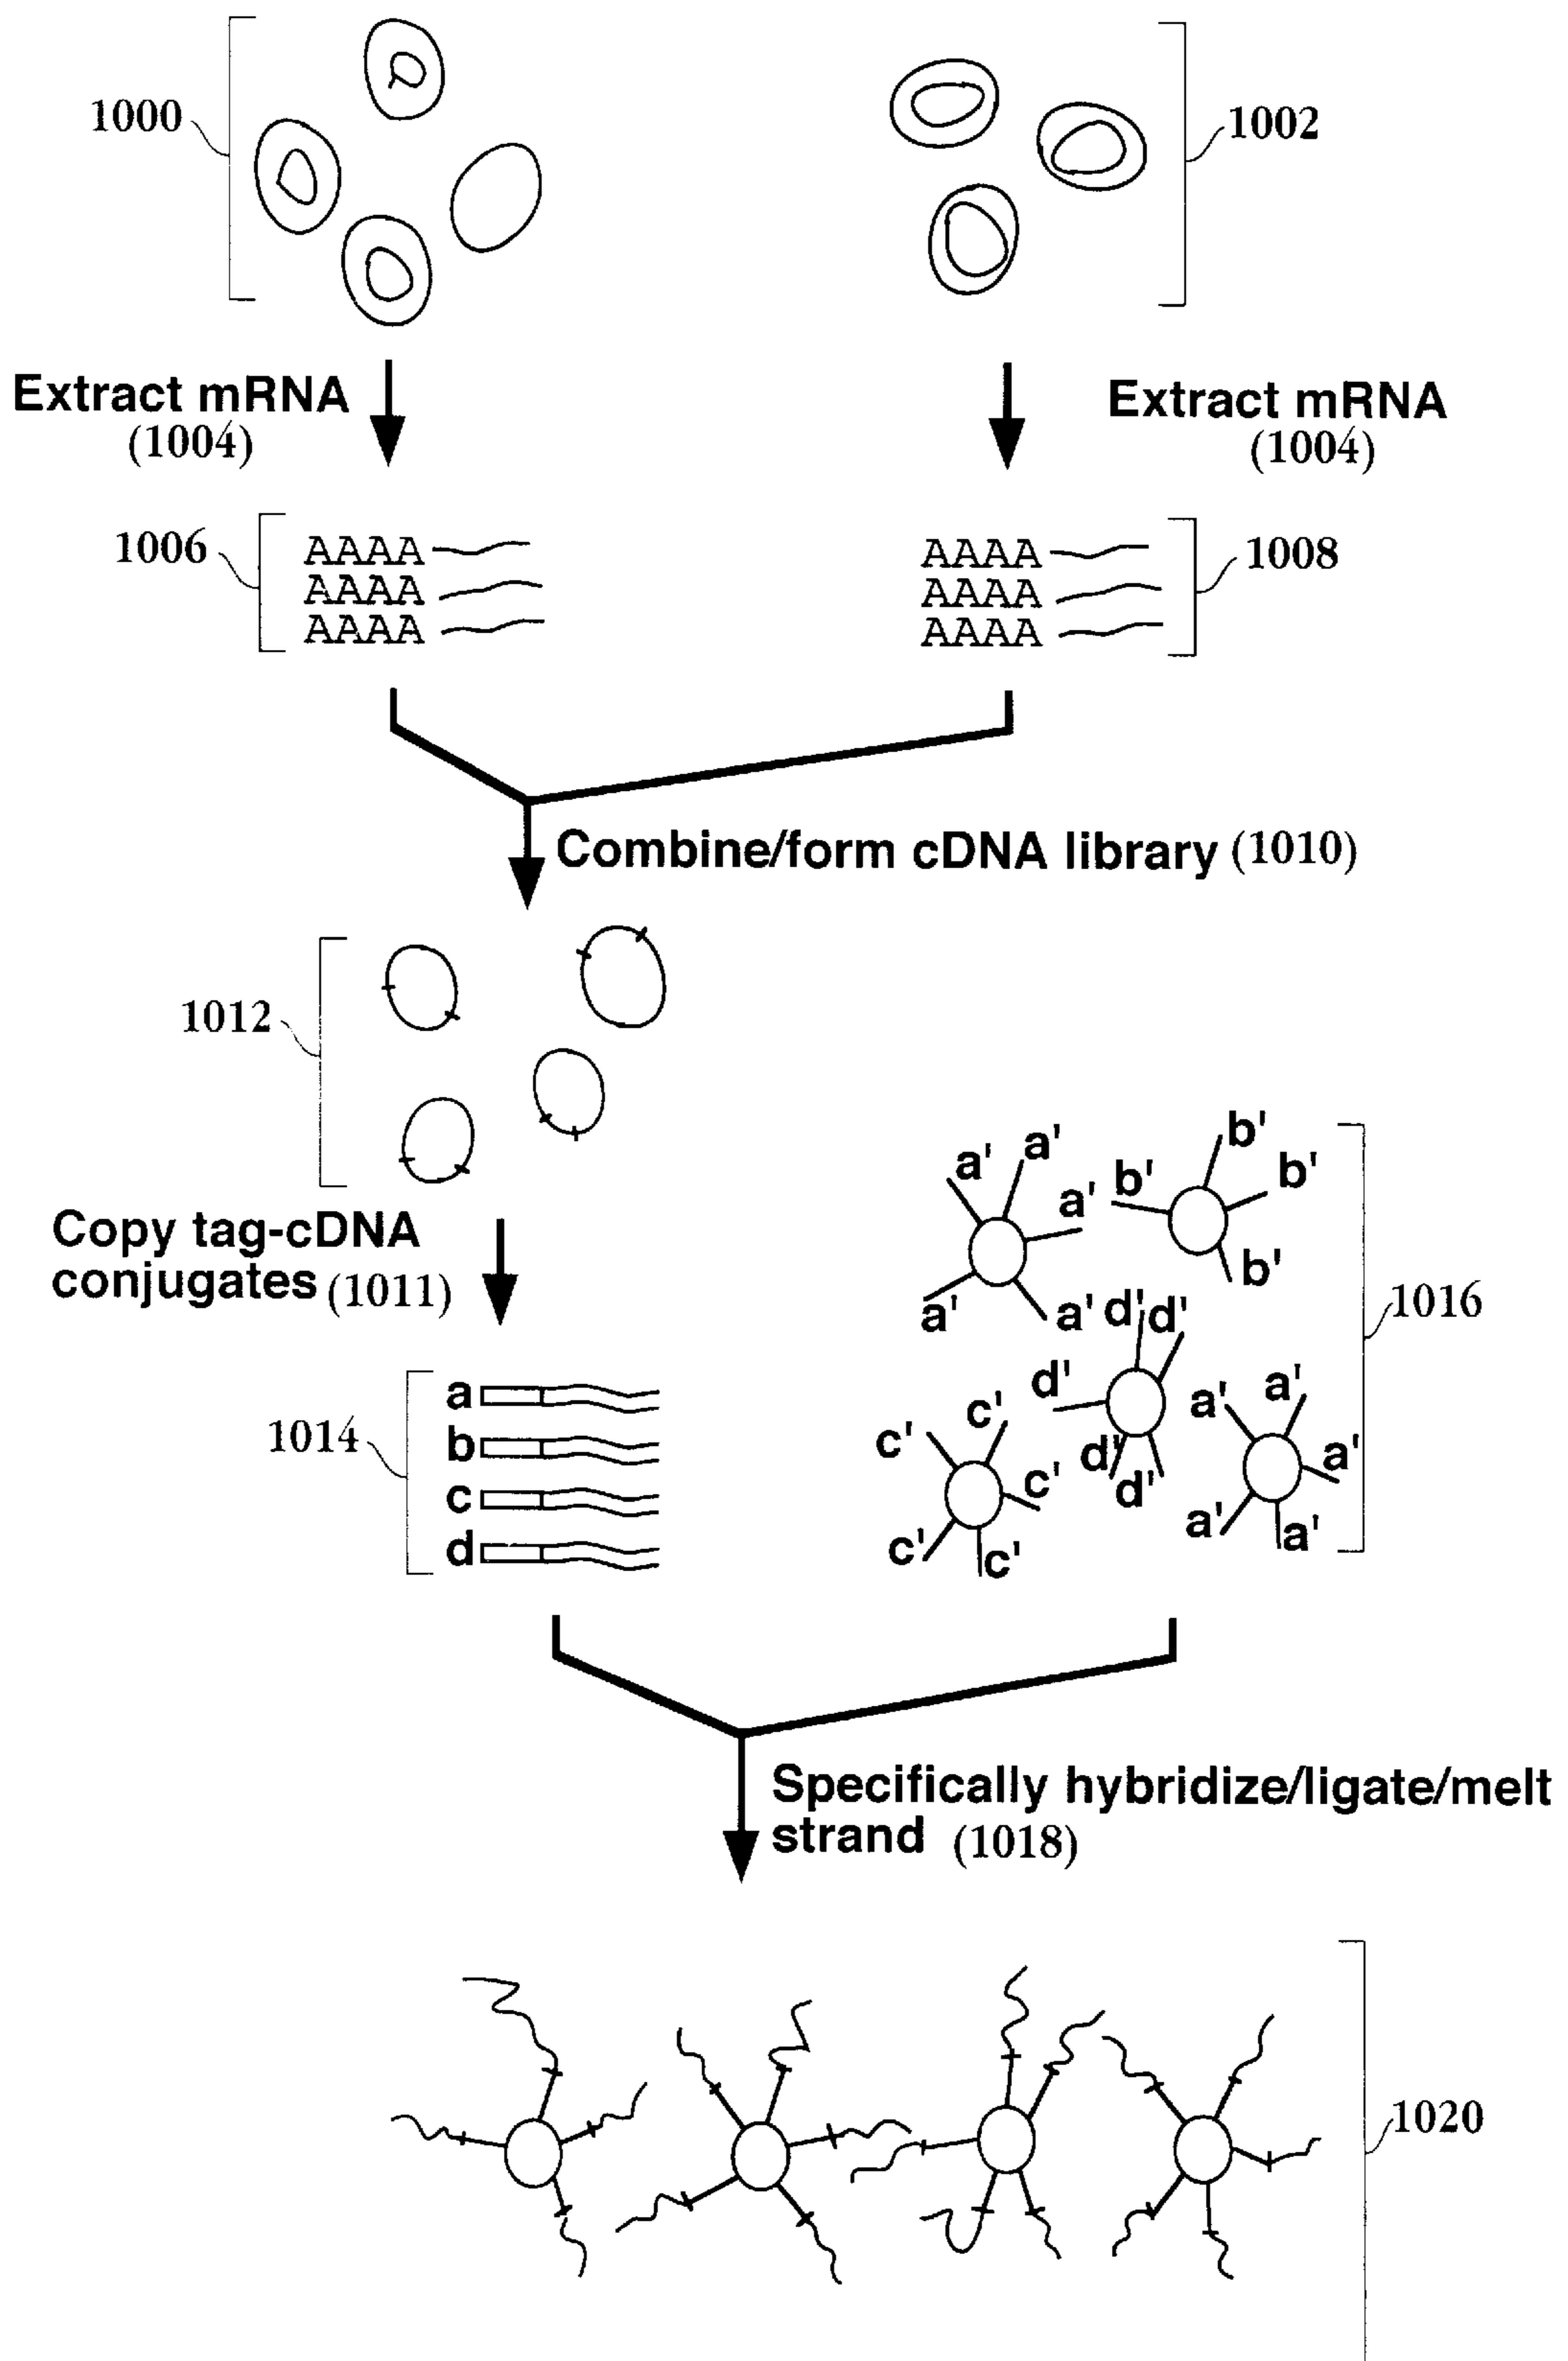 1000
1002
Extract mRNA
(1004)
Extract mRNA
(1004)
1006
AAAA
AAAA
AAAA
AAAA
AAAA
AAAA
1008
Combine/form cDNA library (1010)
1012
Copy tag-cDNA
conjugates (1011)
a' a' a' a' a'
b' b' b' b'
d' d' d' d' d'
c' c' c' c' c'
a' a' a' a' a'
1016
1014
a
b
c
d
Specifically hybridize/ligate/melt
strand (1018)
1020